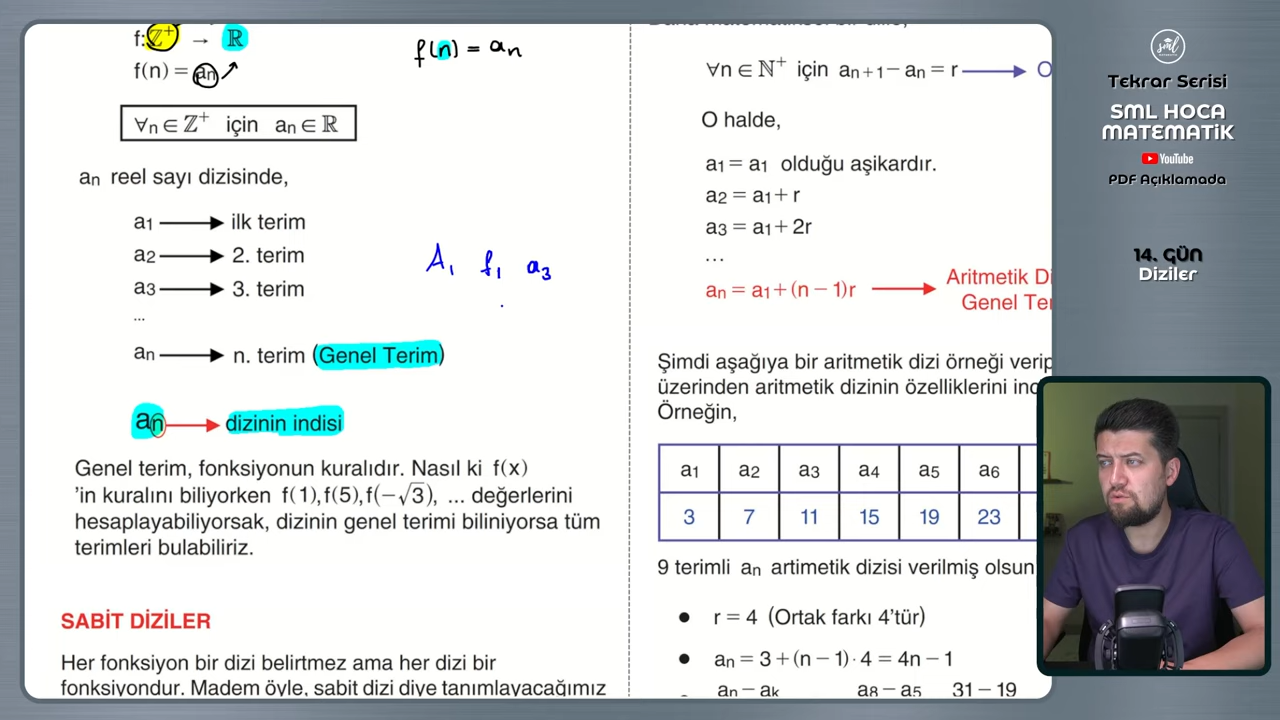 f: Z⁺ → ℝ
f(n) = aₙ
f(n) = aₙ
∀n ∈ Z⁺ için aₙ ∈ ℝ
aₙ reel sayı dizisinde,
a₁ → ilk terim
a₂ → 2. terim
a₃ → 3. terim
...
aₙ → n. terim (Genel Terim)
A₁ f₁ a₃
aₙ → dizinin indisi
Genel terim, fonksiyonun kuralıdır. Nasıl ki f(x)
'in kuralını biliyorken f(1), f(5), f(−√3), ... değerlerini
hesaplayabiliyorsak, dizinin genel terimi biliniyorsa tüm
terimleri bulabiliriz.
SABİT DİZİLER
Her fonksiyon bir dizi belirtmez ama her dizi bir
fonksiyondur. Madem öyle, sabit dizi diye tanımlayacağımız
∀n ∈ ℕ⁺ için aₙ₊₁ − aₙ = r → O
O halde,
a₁ = a₁ olduğu aşikardır.
a₂ = a₁ + r
a₃ = a₁ + 2r
...
aₙ = a₁ + (n − 1)r → Aritmetik Di
Genel Ter
Şimdi aşağıya bir aritmetik dizi örneği verip
üzerinden aritmetik dizinin özelliklerini inc
Örneğin,
a₁ a₂ a₃ a₄ a₅ a₆
3 7 11 15 19 23
9 terimli aₙ artimetik dizisi verilmiş olsun
• r = 4 (Ortak farkı 4'tür)
• aₙ = 3 + (n − 1) · 4 = 4n − 1
aₙ − aₖ a₈ − a₅ 31 − 19
sml
Tekrar Serisi
SML HOCA
MATEMATİK
YouTube
PDF Açıklamada
14. GÜN
Diziler